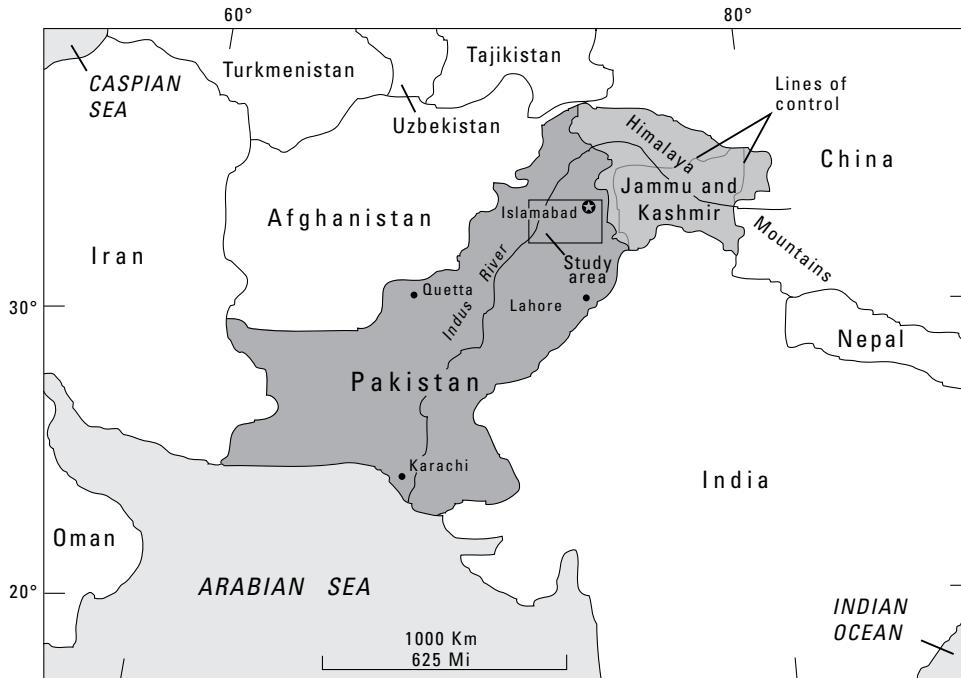 60°
80°
Tajikistan
Turkmenistan
CASPIAN
SEA
Lines of
control
Uzbekistan
Himalaya
China
Jammu and
Kashmir
Islamabad
Afghanistan
Iran
Mountains
Study
area
Indus River
Quetta
Lahore
30°
Nepal
Pakistan
Karachi
India
Oman
ARABIAN SEA
20°
INDIAN
OCEAN
1000 Km
625 Mi